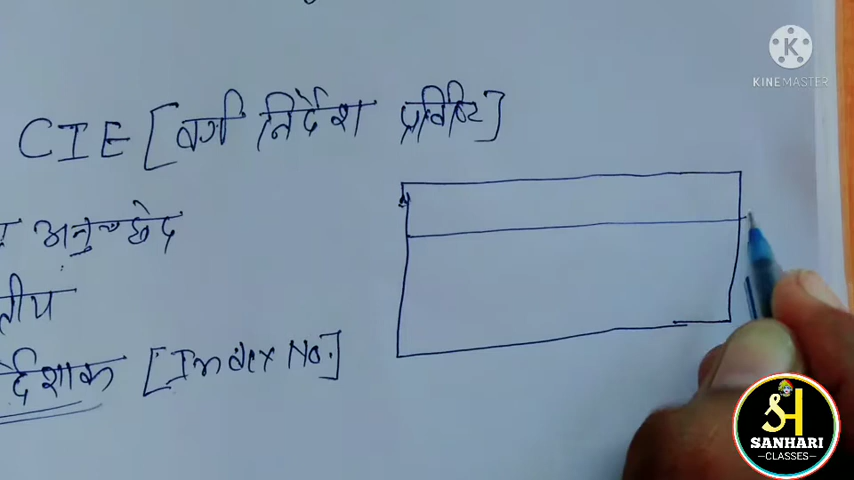 KINEMASTER
CIE [वर्ग निर्देश प्रविष्टि]
अनुच्छेद
[Index No.]
SANHARI
CLASSES